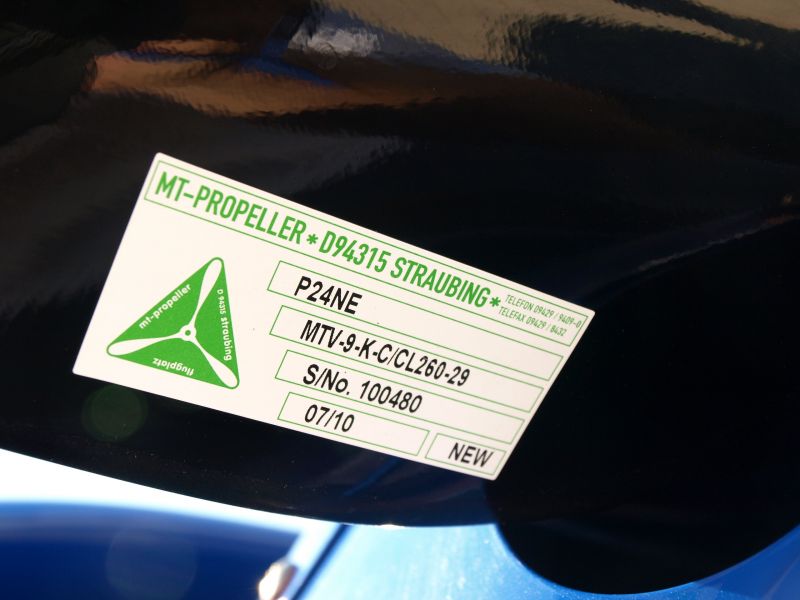 MT-PROPELLER * D94315 STRAUBING *
TELEFON 09429 / 9409-0
TELEFAX 09429 / 8432
mt-propeller
D 94315 straubing
flugplatz
P24NE
MTV-9-K-C/CL260-29
S/No. 100480
07/10
NEW